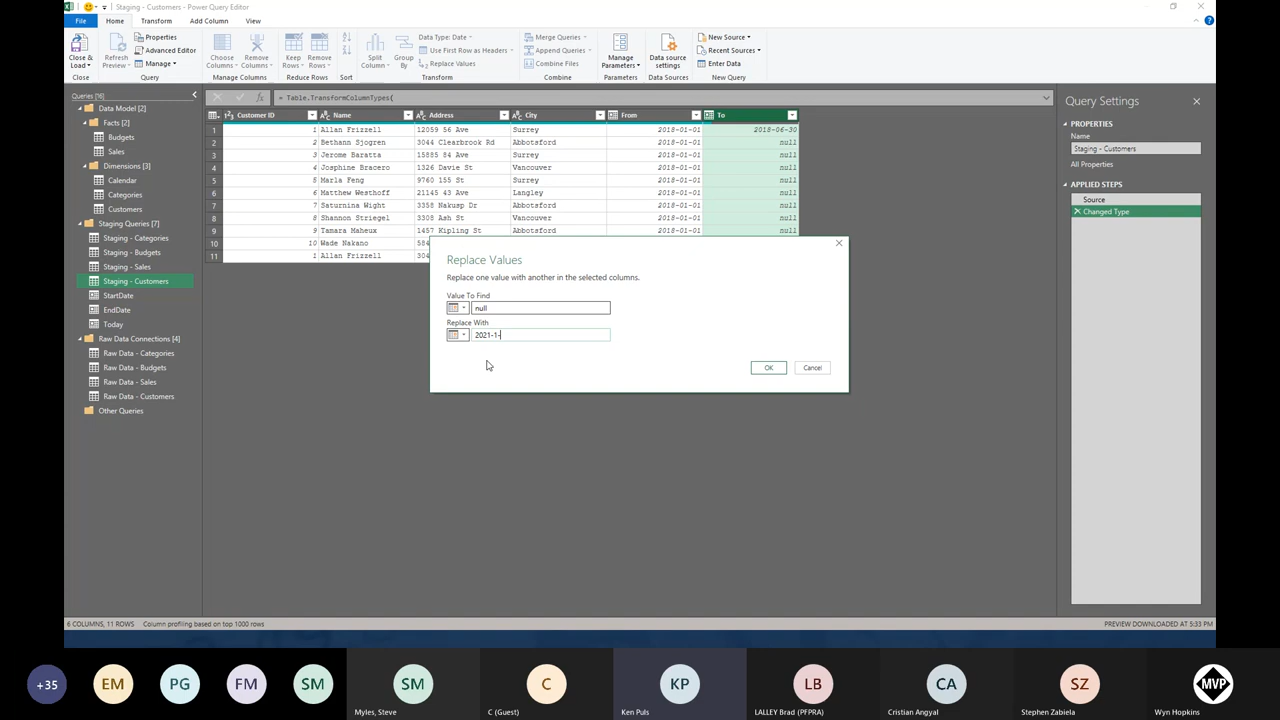 Staging - Customers - Power Query Editor
File Home Transform Add Column View
Close & Load Close
Refresh Preview Properties Advanced Editor Manage Query
Choose Columns Remove Columns Manage Columns
Keep Rows Remove Rows Reduce Rows
Sort
Split Column Group By Data Type: Date Use First Row as Headers Replace Values Transform
Merge Queries Append Queries Combine Files Combine
Manage Parameters Parameters
Data source settings Data Sources
New Source Recent Sources Enter Data New Query
Queries [16]
Data Model [2]
Facts [2]
Budgets
Sales
Dimensions [3]
Calendar
Categories
Customers
Staging Queries [7]
Staging - Categories
Staging - Budgets
Staging - Sales
Staging - Customers
StartDate
EndDate
Today
Raw Data Connections [4]
Raw Data - Categories
Raw Data - Budgets
Raw Data - Sales
Raw Data - Customers
Other Queries
fx = Table.TransformColumnTypes(
Customer ID Name Address City From To
1 1 Allan Frizzell 12059 56 Ave Surrey 2018-01-01 2018-06-30
2 2 Bethann Sjogren 3044 Clearbrook Rd Abbotsford 2018-01-01 null
3 3 Jerome Baratta 15885 84 Ave Surrey 2018-01-01 null
4 4 Josphine Bracero 1326 Davie St Vancouver 2018-01-01 null
5 5 Marla Feng 9760 155 St Surrey 2018-01-01 null
6 6 Matthew Westhoff 21145 43 Ave Langley 2018-01-01 null
7 7 Saturnina Wight 3358 Nakusp Dr Abbotsford 2018-01-01 null
8 8 Shannon Striegel 3308 Ash St Vancouver 2018-01-01 null
9 9 Tamara Maheux 1457 Kipling St Abbotsford 2018-01-01 null
10 10 Wade Nakano 584
11 1 Allan Frizzell 304
Replace Values
Replace one value with another in the selected columns.
Value To Find
null
Replace With
2021-1-
OK Cancel
Query Settings
PROPERTIES
Name
Staging - Customers
All Properties
APPLIED STEPS
Source
Changed Type
6 COLUMNS, 11 ROWS Column profiling based on top 1000 rows PREVIEW DOWNLOADED AT 5:33 PM
+35 EM PG FM SM SM C KP LB CA SZ MVP
Myles, Steve C (Guest) Ken Puls LALLEY Brad (PFPRA) Cristian Angyal Stephen Zabiela Wyn Hopkins